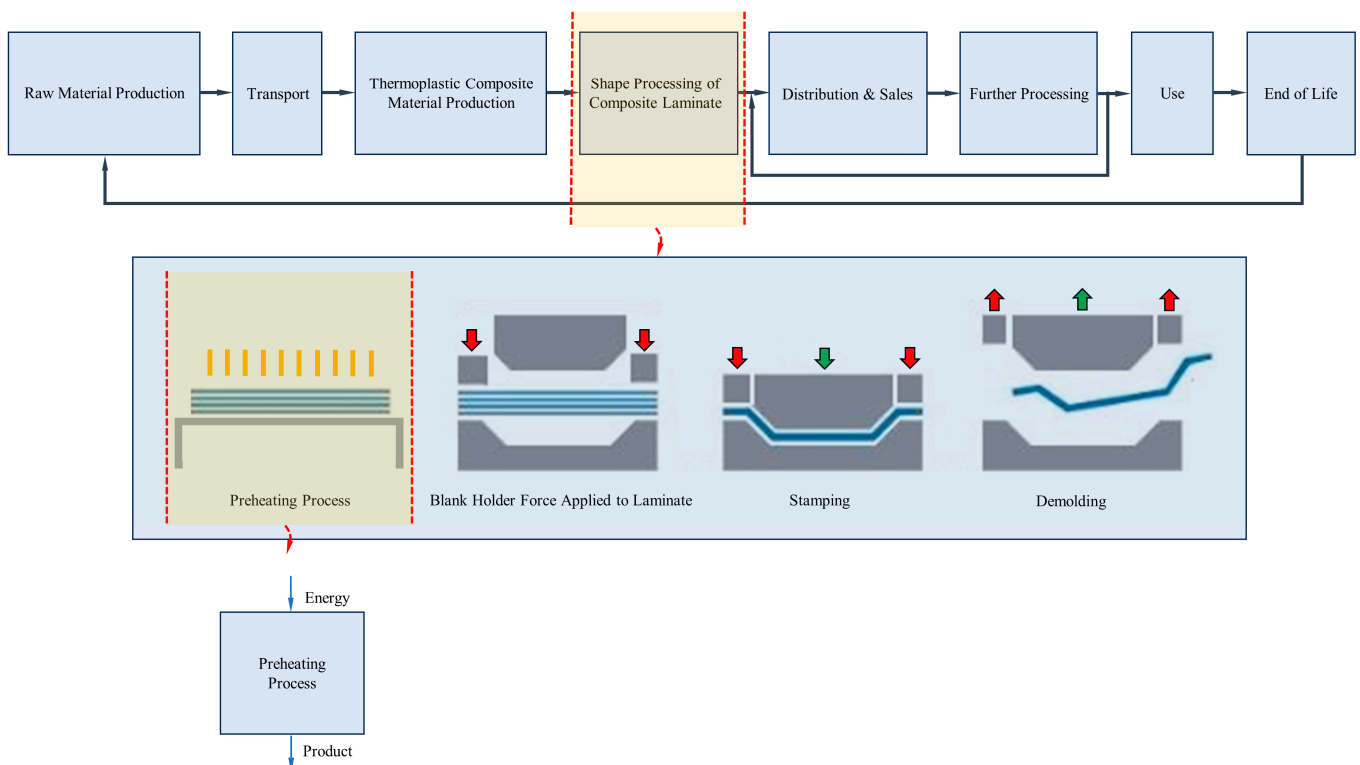 Raw Material Production
Transport
Thermoplastic Composite
Material Production
Shape Processing of
Composite Laminate
Distribution & Sales
Further Processing
Use
End of Life
Preheating Process
Blank Holder Force Applied to Laminate
Stamping
Demolding
Energy
Preheating
Process
Product